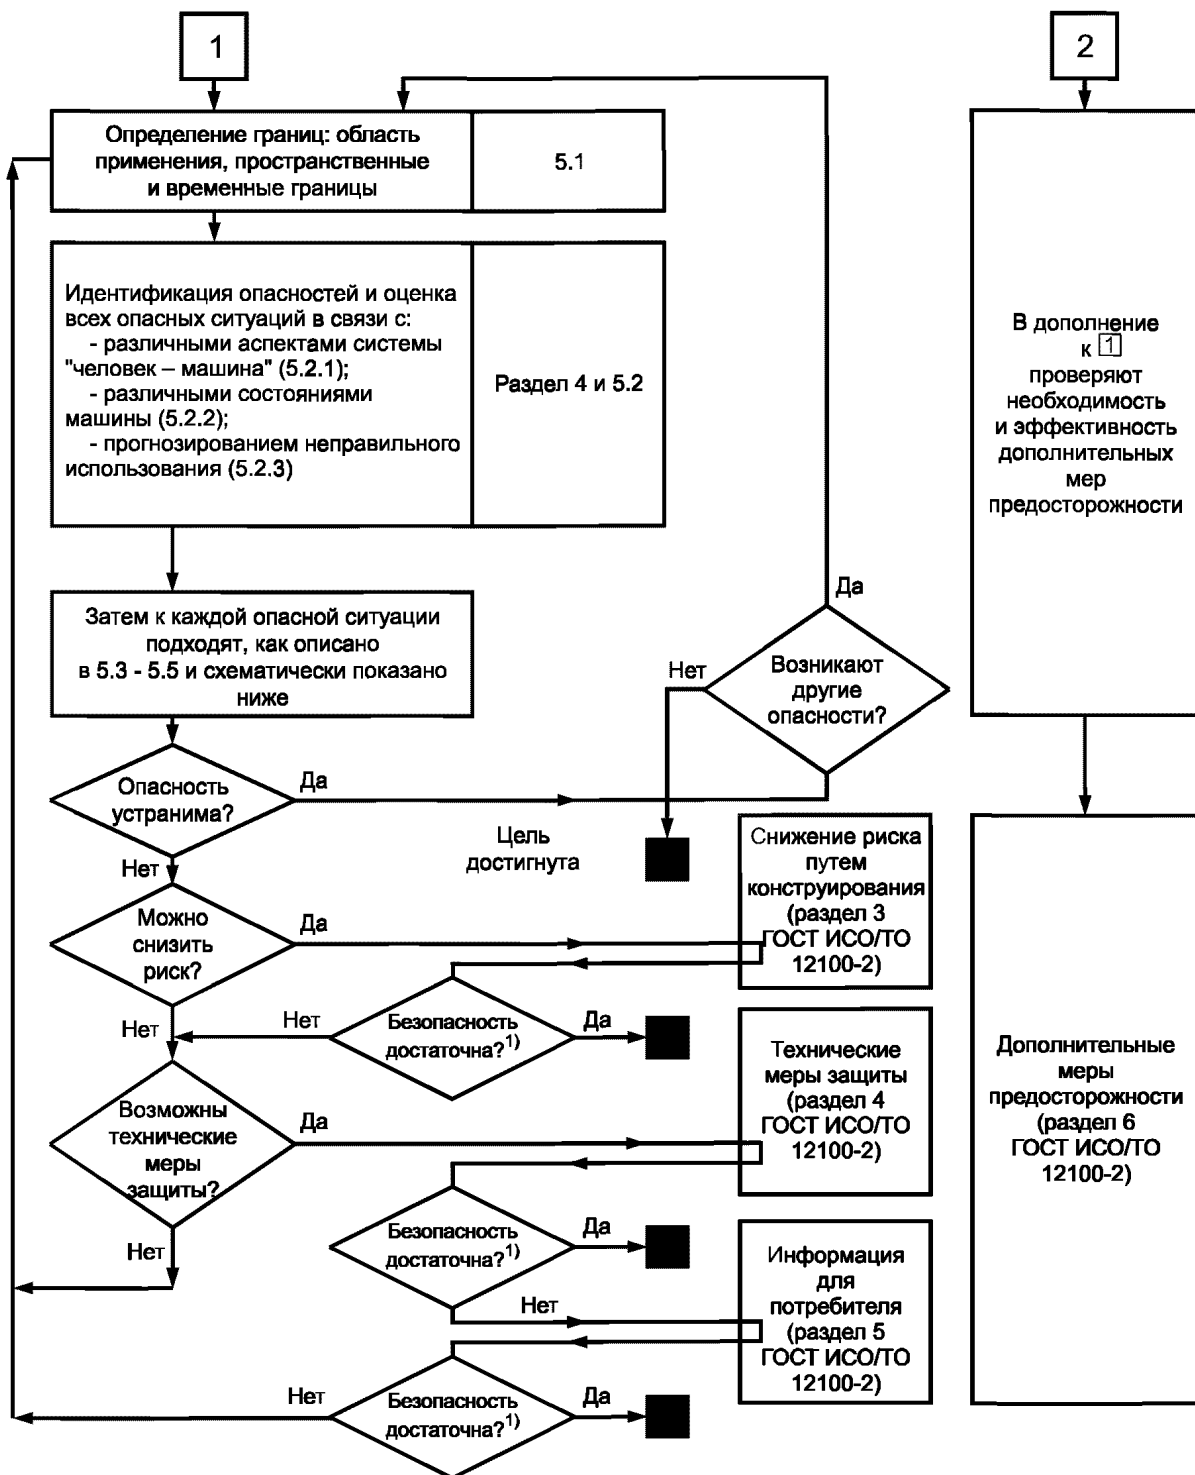 1
2
Определение границ: область
применения, пространственные
и временные границы
5.1
Идентификация опасностей и оценка
всех опасных ситуаций в связи с:
- различными аспектами системы
"человек – машина" (5.2.1);
- различными состояниями
машины (5.2.2);
- прогнозированием неправильного
использования (5.2.3)
Раздел 4 и 5.2
В дополнение
к 1
проверяют
необходимость
и эффективность
дополнительных
мер
предосторожности
Затем к каждой опасной ситуации
подходят, как описано
в 5.3 - 5.5 и схематически показано
ниже
Да
Нет
Возникают
другие
опасности?
Опасность
устранима?
Да
Нет
Цель
достигнута
Снижение риска
путем
конструирования
(раздел 3
ГОСТ ИСО/ТО
12100-2)
Можно
снизить
риск?
Да
Нет
Безопасность
достаточна?1)
Нет
Да
Технические
меры защиты
(раздел 4
ГОСТ ИСО/ТО
12100-2)
Дополнительные
меры
предосторожности
(раздел 6
ГОСТ ИСО/ТО
12100-2)
Возможны
технические
меры
защиты?
Да
Нет
Безопасность
достаточна?1)
Да
Нет
Информация
для
потребителя
(раздел 5
ГОСТ ИСО/ТО
12100-2)
Безопасность
достаточна?1)
Нет
Да